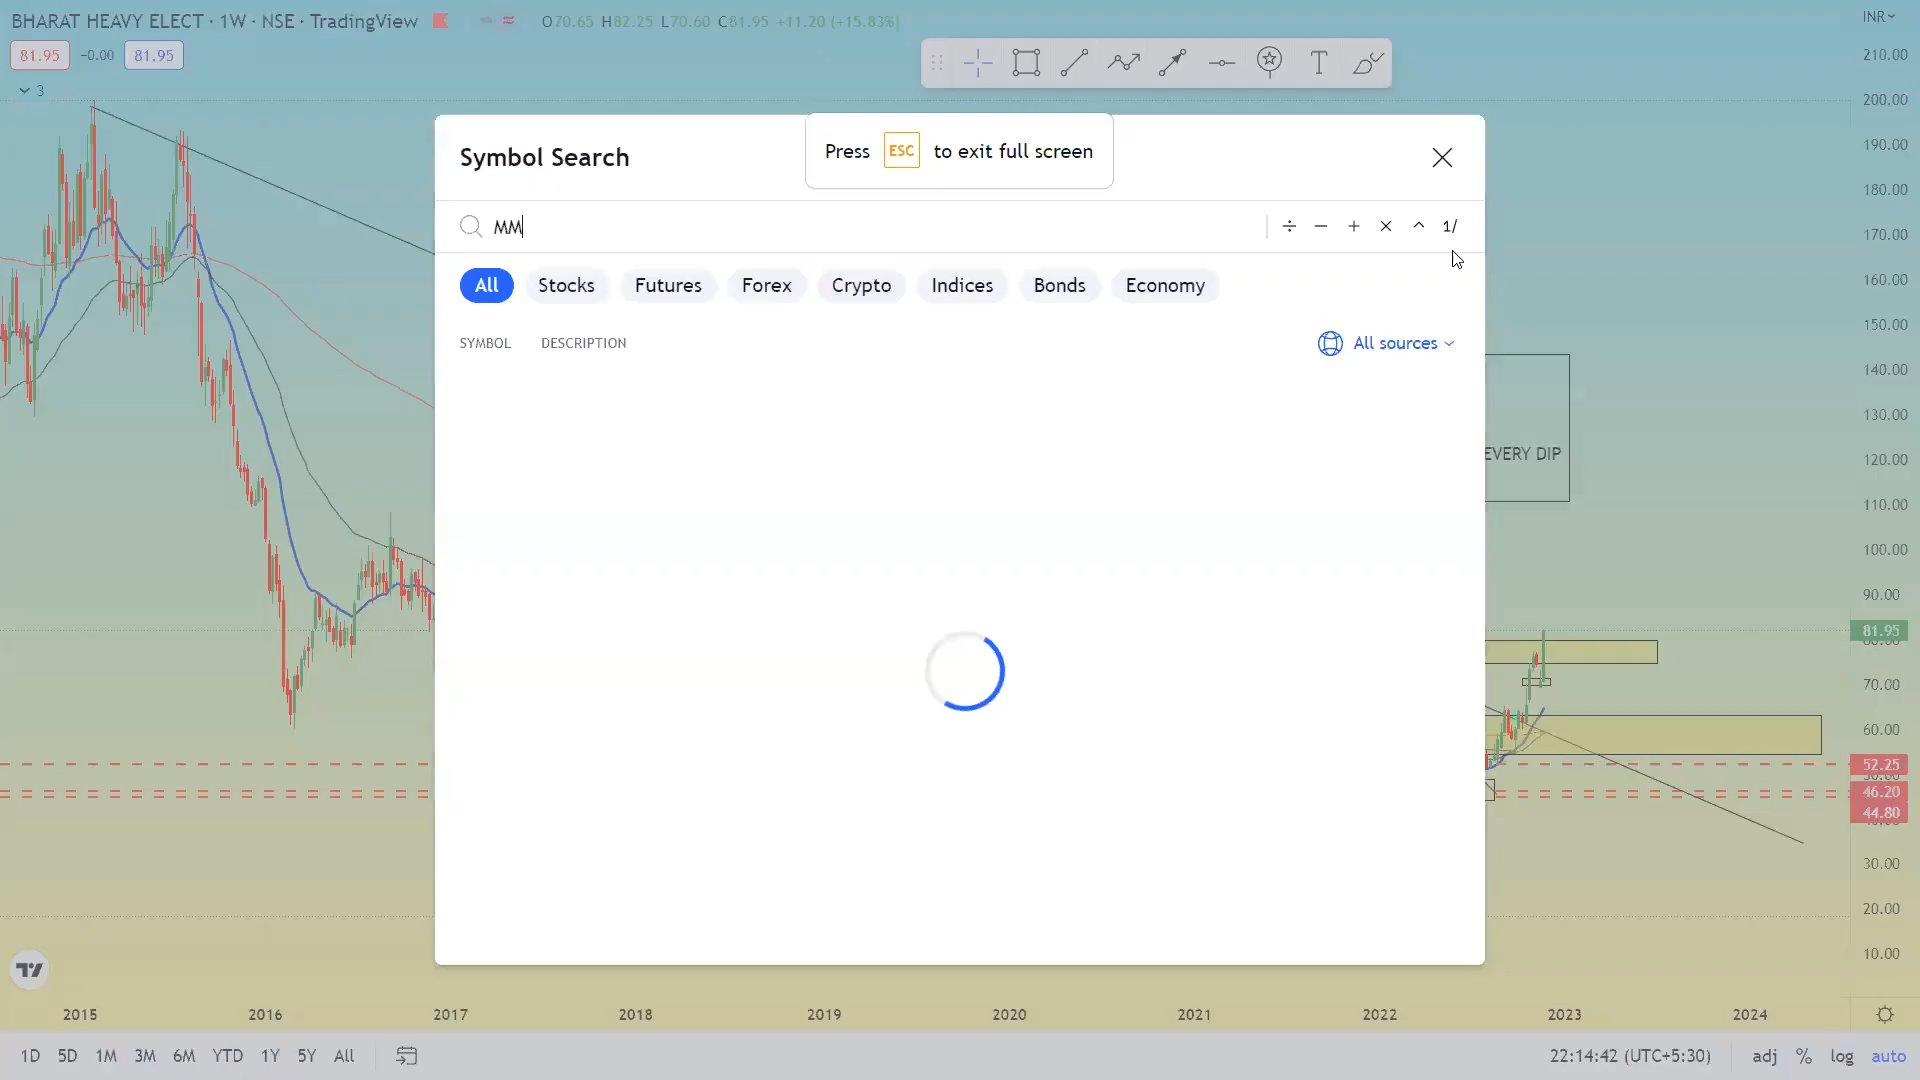 BHARAT HEAVY ELECT · 1W · NSE · TradingView O70.65 H82.25 L70.60 C81.95 +11.20 (+15.83%) INR
81.95 −0.00 81.95
3
Symbol Search
Press ESC to exit full screen
MM ÷ − + × ^ 1/
All Stocks Futures Forex Crypto Indices Bonds Economy
SYMBOL DESCRIPTION All sources
EVERY DIP
210.00
200.00
190.00
180.00
170.00
160.00
150.00
140.00
130.00
120.00
110.00
100.00
90.00
81.95
70.00
60.00
52.25
46.20
44.80
30.00
20.00
10.00
2015 2016 2017 2018 2019 2020 2021 2022 2023 2024
1D 5D 1M 3M 6M YTD 1Y 5Y All 22:14:42 (UTC+5:30) adj % log auto